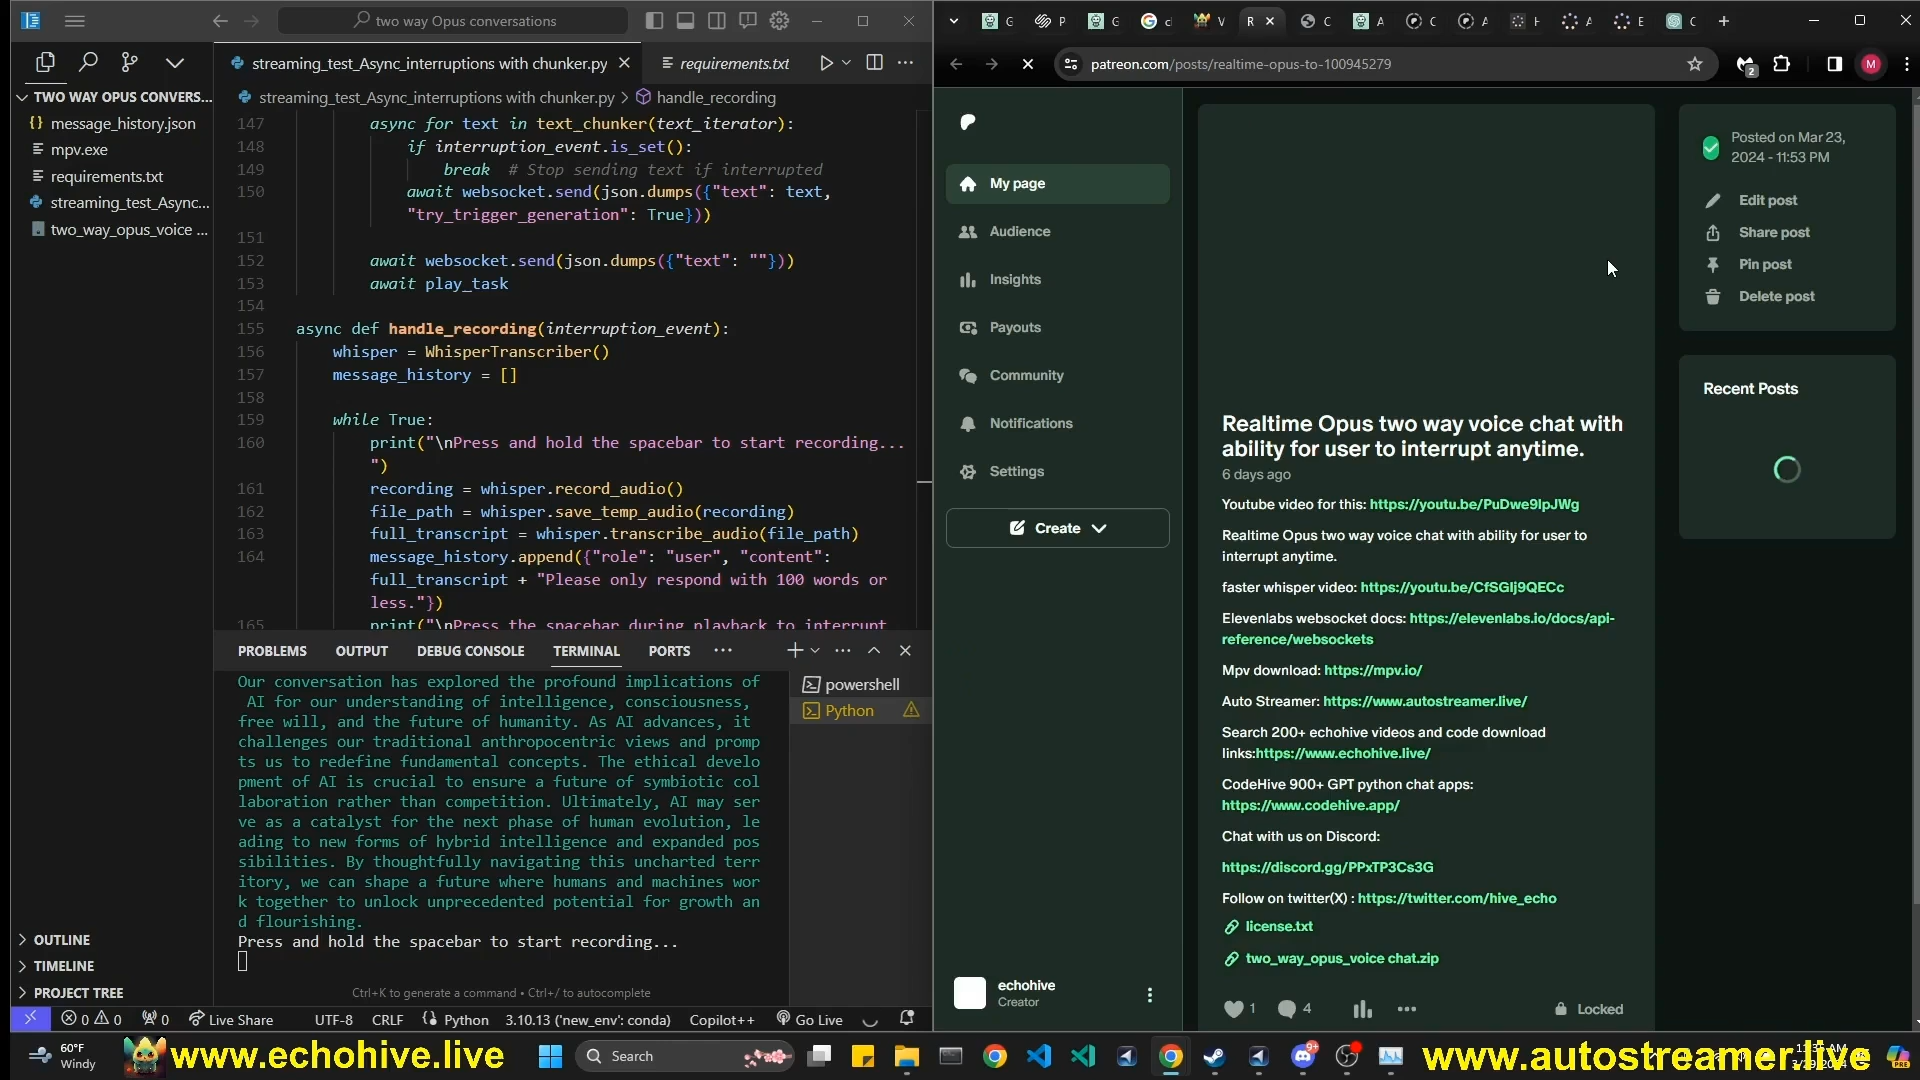 two way Opus conversations
streaming_test_Async_interruptions with chunker.py
requirements.txt
TWO WAY OPUS CONVERS...
message_history.json
mpv.exe
requirements.txt
streaming_test_Async...
two_way_opus_voice ...
OUTLINE
TIMELINE
PROJECT TREE
streaming_test_Async_interruptions with chunker.py > handle_recording
147 async for text in text_chunker(text_iterator):
148 if interruption_event.is_set():
149 break # Stop sending text if interrupted
150 await websocket.send(json.dumps({"text": text,
"try_trigger_generation": True}))
151
152 await websocket.send(json.dumps({"text": ""}))
153 await play_task
154
155 async def handle_recording(interruption_event):
156 whisper = WhisperTranscriber()
157 message_history = []
158
159 while True:
160 print("\nPress and hold the spacebar to start recording...
")
161 recording = whisper.record_audio()
162 file_path = whisper.save_temp_audio(recording)
163 full_transcript = whisper.transcribe_audio(file_path)
164 message_history.append({"role": "user", "content":
full_transcript + "Please only respond with 100 words or
less."})
165 print("\nPress the spacebar during playback to interrupt
PROBLEMS OUTPUT DEBUG CONSOLE TERMINAL PORTS
powershell
Python
Our conversation has explored the profound implications of
AI for our understanding of intelligence, consciousness,
free will, and the future of humanity. As AI advances, it
challenges our traditional anthropocentric views and promp
ts us to redefine fundamental concepts. The ethical develo
pment of AI is crucial to ensure a future of symbiotic col
laboration rather than competition. Ultimately, AI may ser
ve as a catalyst for the next phase of human evolution, le
ading to new forms of hybrid intelligence and expanded pos
sibilities. By thoughtfully navigating this uncharted terr
itory, we can shape a future where humans and machines wor
k together to unlock unprecedented potential for growth an
d flourishing.
Press and hold the spacebar to start recording...
Ctrl+K to generate a command • Ctrl+/ to autocomplete
0 0 0 Live Share UTF-8 CRLF Python 3.10.13 ('new_env': conda) Copilot++ Go Live
patreon.com/posts/realtime-opus-to-100945279
2
M
My page
Audience
Insights
Payouts
Community
Notifications
Settings
Create
echohive
Creator
Realtime Opus two way voice chat with
ability for user to interrupt anytime.
6 days ago
Youtube video for this: https://youtu.be/PuDwe9IpJWg
Realtime Opus two way voice chat with ability for user to
interrupt anytime.
faster whisper video: https://youtu.be/CfSGIj9QECc
Elevenlabs websocket docs: https://elevenlabs.io/docs/api-
reference/websockets
Mpv download: https://mpv.io/
Auto Streamer: https://www.autostreamer.live/
Search 200+ echohive videos and code download
links:https://www.echohive.live/
CodeHive 900+ GPT python chat apps:
https://www.codehive.app/
Chat with us on Discord:
https://discord.gg/PPxTP3Cs3G
Follow on twitter(X) : https://twitter.com/hive_echo
license.txt
two_way_opus_voice chat.zip
1 4 Locked
Posted on Mar 23,
2024 - 11:53 PM
Edit post
Share post
Pin post
Delete post
Recent Posts
60°F
Windy
www.echohive.live
Search
www.autostreamer.live